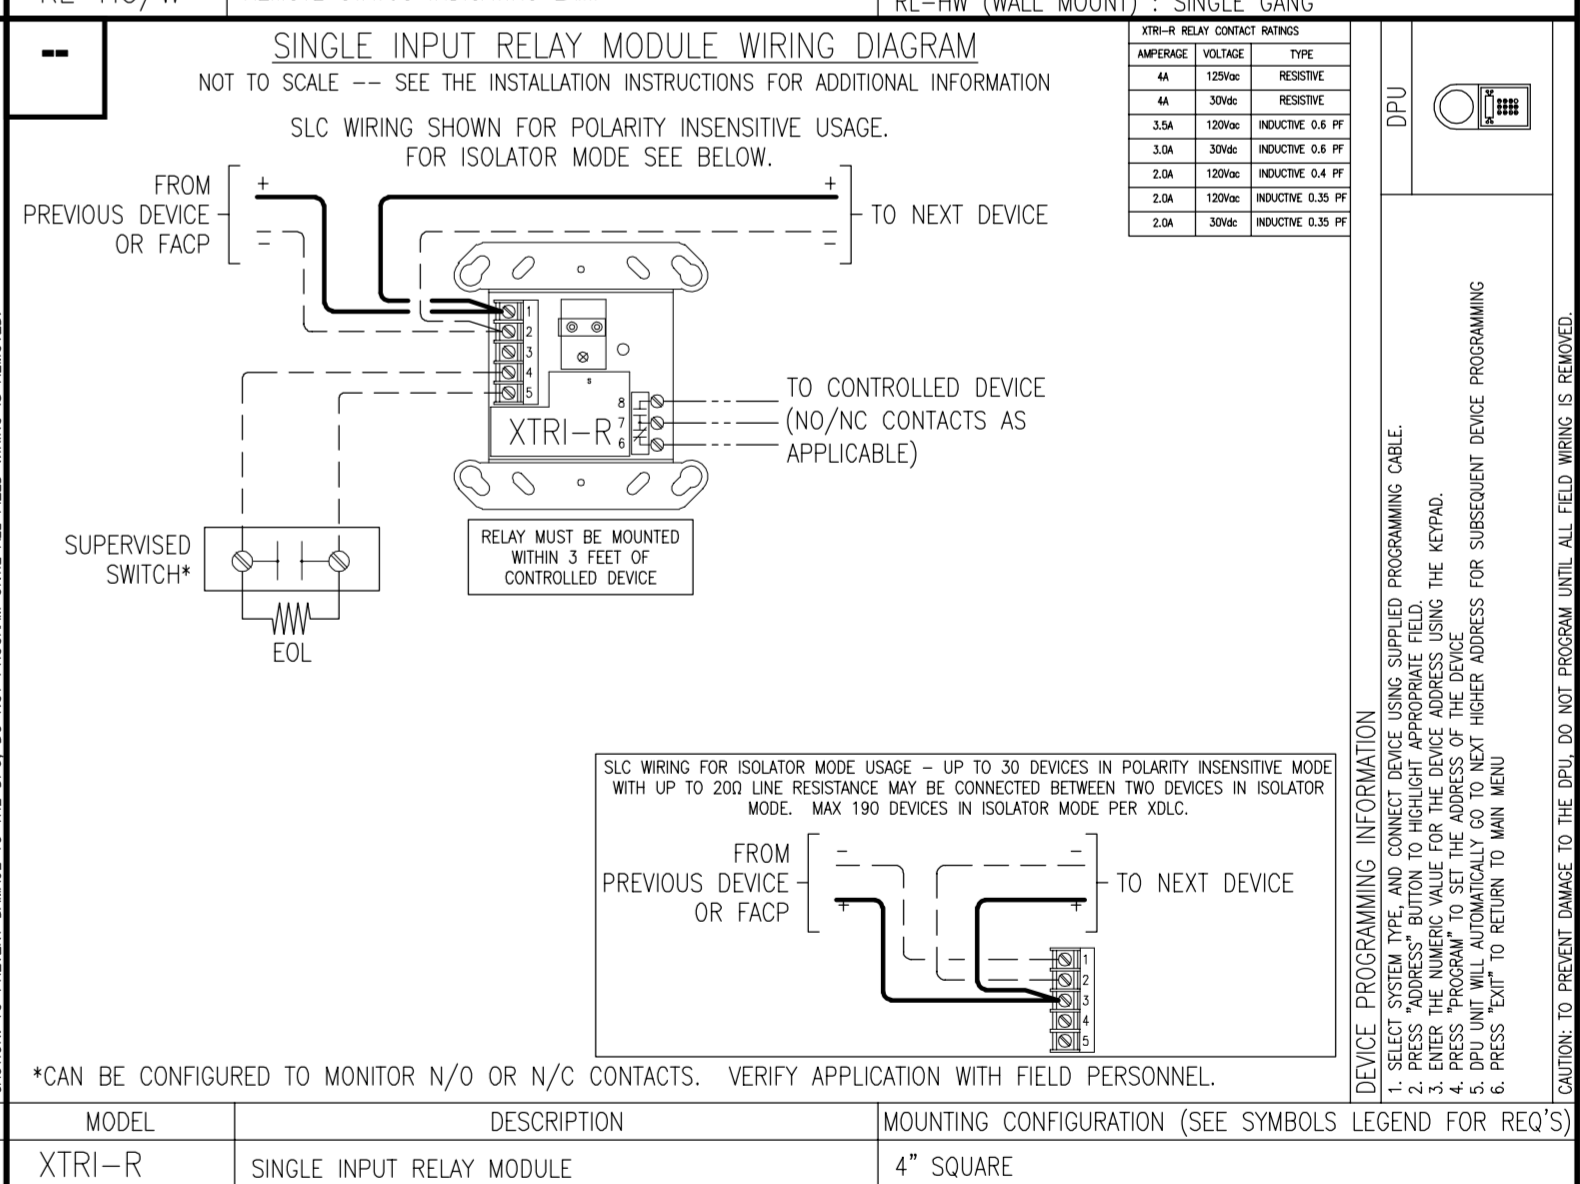 RL-HW (WALL MOUNT) : SINGLE GANG
--
SINGLE INPUT RELAY MODULE WIRING DIAGRAM
NOT TO SCALE -- SEE THE INSTALLATION INSTRUCTIONS FOR ADDITIONAL INFORMATION
SLC WIRING SHOWN FOR POLARITY INSENSITIVE USAGE.
FOR ISOLATOR MODE SEE BELOW.
XTRI-R RELAY CONTACT RATINGS
AMPERAGE VOLTAGE TYPE
4A 125Vac RESISTIVE
4A 30Vdc RESISTIVE
3.5A 120Vac INDUCTIVE 0.6 PF
3.0A 30Vdc INDUCTIVE 0.6 PF
2.0A 120Vac INDUCTIVE 0.4 PF
2.0A 120Vac INDUCTIVE 0.35 PF
2.0A 30Vdc INDUCTIVE 0.35 PF
DPU
FROM
PREVIOUS DEVICE
OR FACP
+
-
+
-
TO NEXT DEVICE
1
2
3
4
5
S
XTRI-R
8
7
6
TO CONTROLLED DEVICE
(NO/NC CONTACTS AS
APPLICABLE)
RELAY MUST BE MOUNTED
WITHIN 3 FEET OF
CONTROLLED DEVICE
SUPERVISED
SWITCH*
EOL
SLC WIRING FOR ISOLATOR MODE USAGE - UP TO 30 DEVICES IN POLARITY INSENSITIVE MODE
WITH UP TO 20Ω LINE RESISTANCE MAY BE CONNECTED BETWEEN TWO DEVICES IN ISOLATOR
MODE. MAX 190 DEVICES IN ISOLATOR MODE PER XDLC.
FROM
PREVIOUS DEVICE
OR FACP
-
+
-
+
TO NEXT DEVICE
1
2
3
4
5
*CAN BE CONFIGURED TO MONITOR N/O OR N/C CONTACTS. VERIFY APPLICATION WITH FIELD PERSONNEL.
DEVICE PROGRAMMING INFORMATION
1. SELECT SYSTEM TYPE, AND CONNECT DEVICE USING SUPPLIED PROGRAMMING CABLE.
2. PRESS "ADDRESS" BUTTON TO HIGHLIGHT APPROPRIATE FIELD.
3. ENTER THE NUMERIC VALUE FOR THE DEVICE ADDRESS USING THE KEYPAD.
4. PRESS "PROGRAM" TO SET THE ADDRESS OF THE DEVICE
5. DPU UNIT WILL AUTOMATICALLY GO TO NEXT HIGHER ADDRESS FOR SUBSEQUENT DEVICE PROGRAMMING
6. PRESS "EXIT" TO RETURN TO MAIN MENU
CAUTION: TO PREVENT DAMAGE TO THE DPU, DO NOT PROGRAM UNTIL ALL FIELD WIRING IS REMOVED.
MODEL DESCRIPTION MOUNTING CONFIGURATION (SEE SYMBOLS LEGEND FOR REQ'S)
XTRI-R SINGLE INPUT RELAY MODULE 4" SQUARE